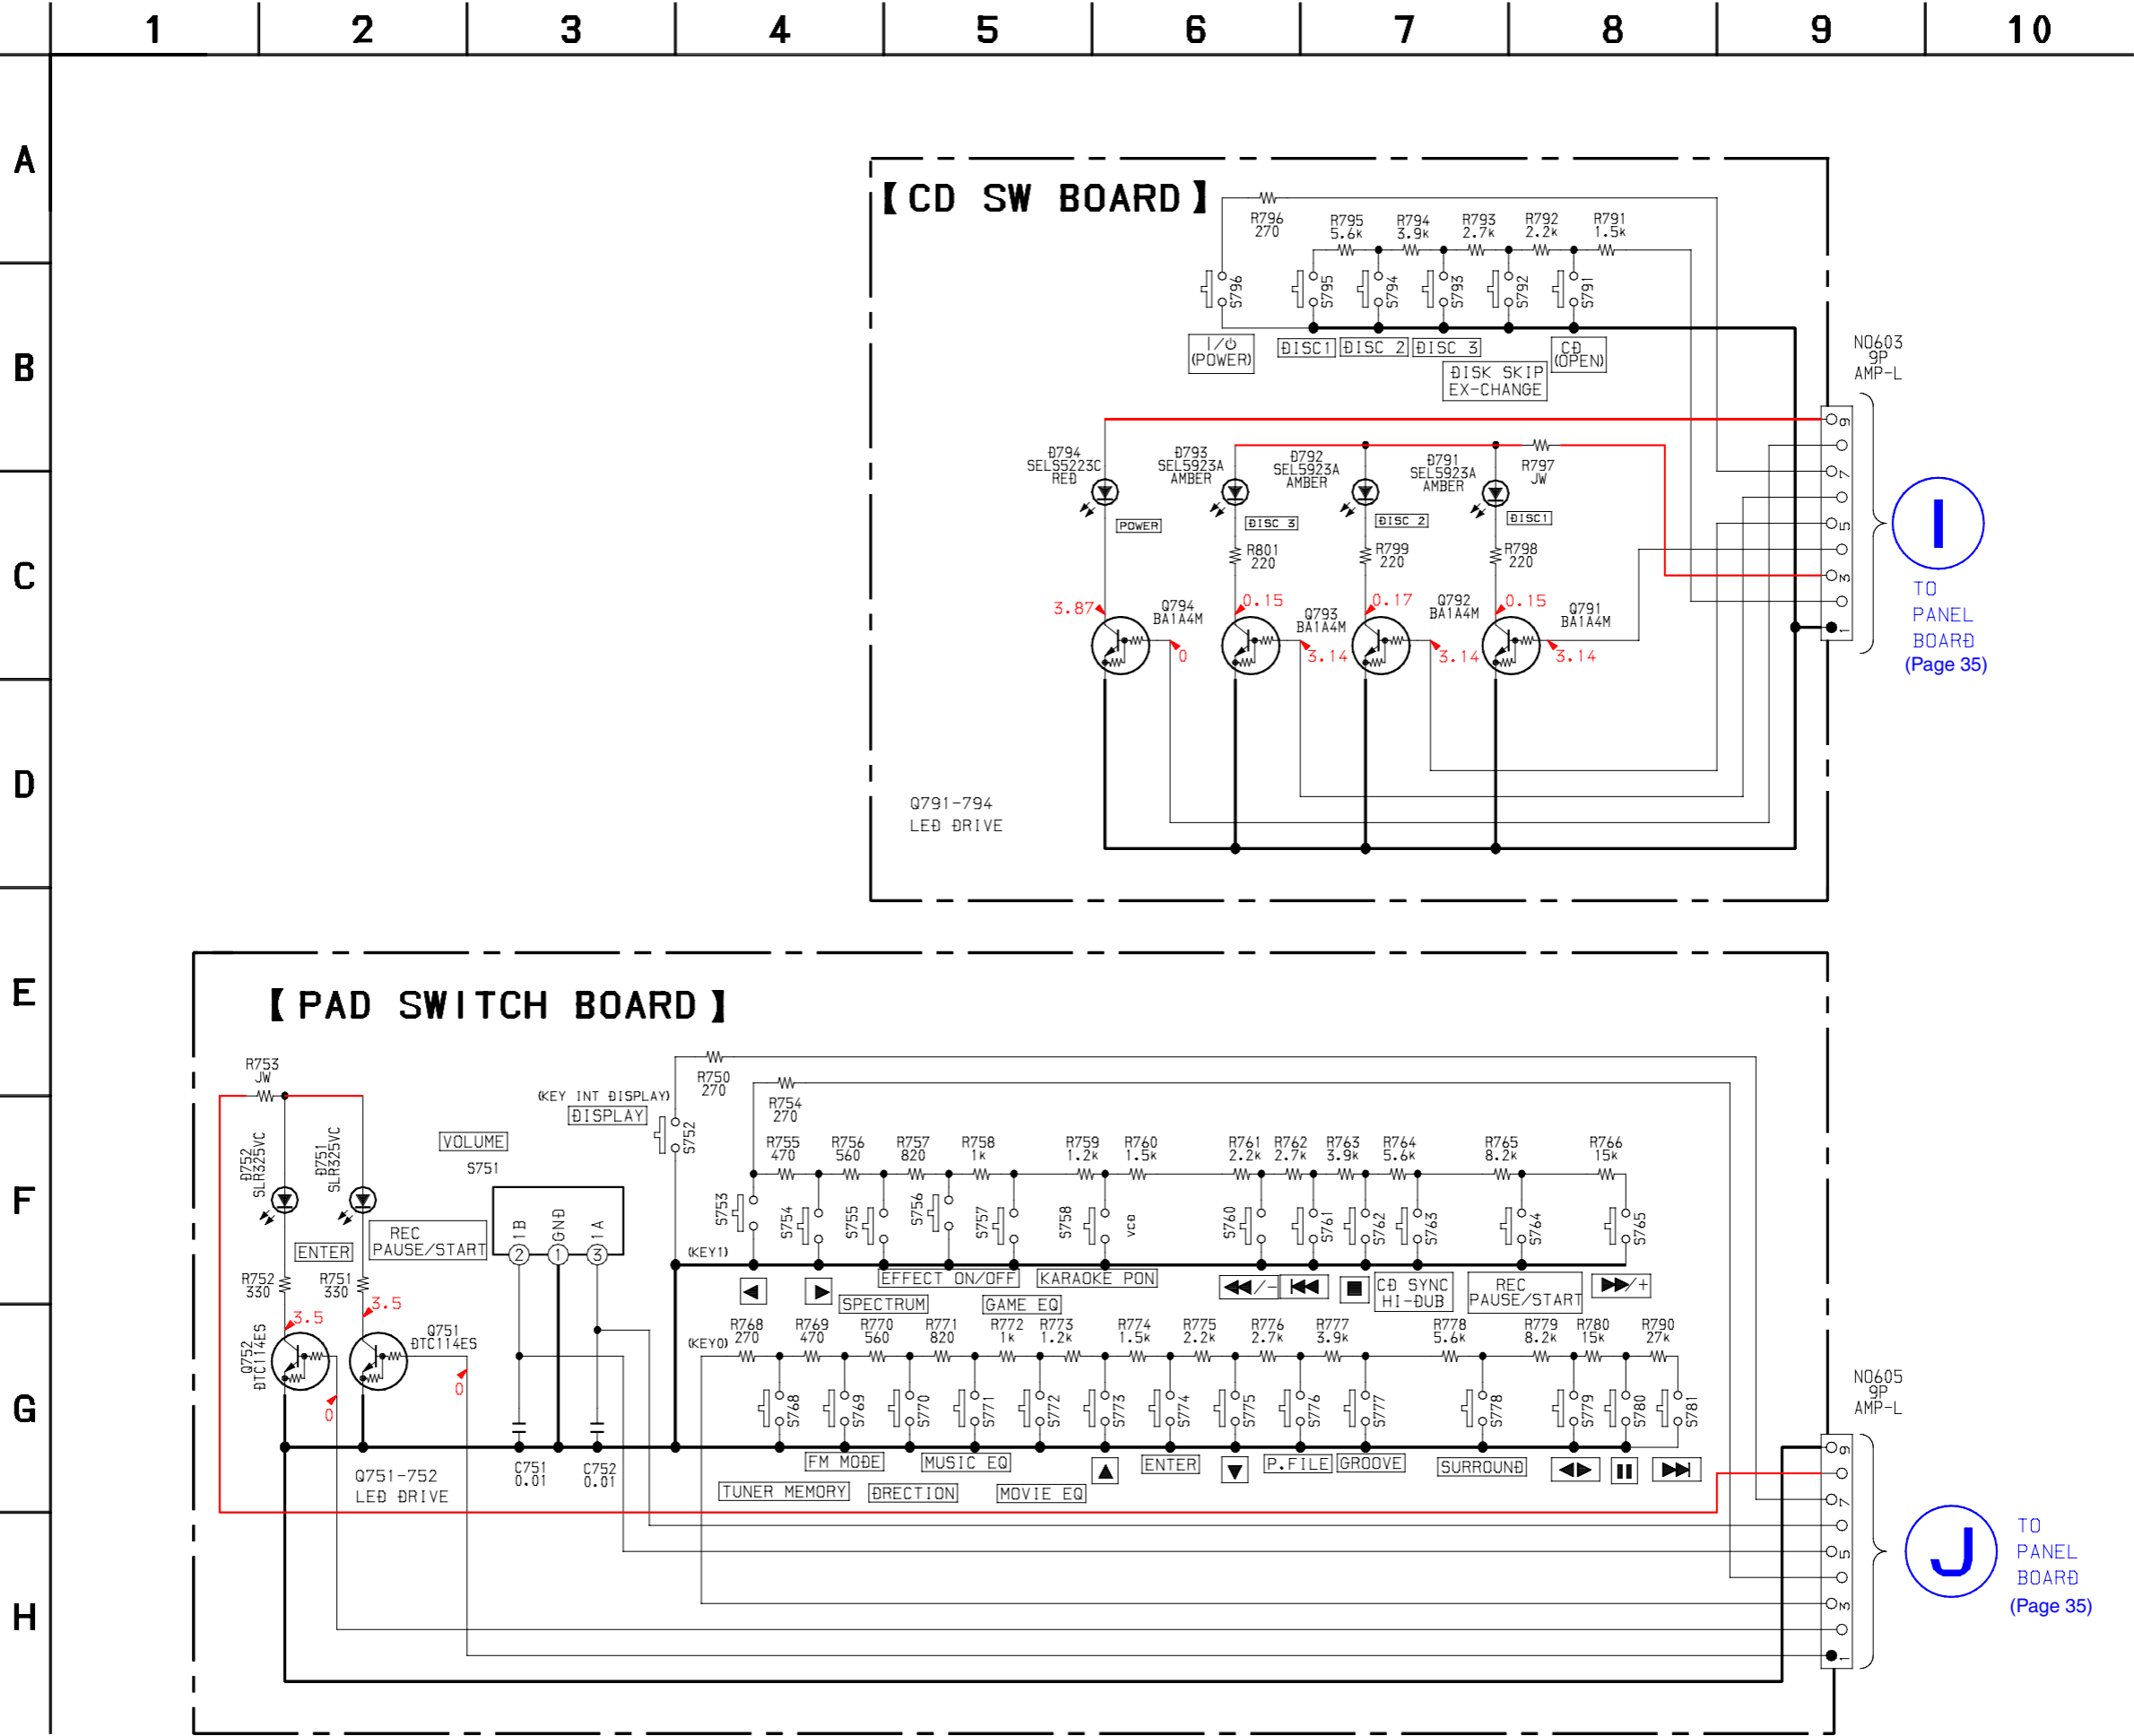 1 2 3 4 5 6 7 8 9 10
A
B
C
D
E
F
G
H
【CD SW BOARD】
R796
270
R795
5.6k
R794
3.9k
R793
2.7k
R792
2.2k
R791
1.5k
S796
S795
S794
S793
S792
S791
I/⏻
(POWER)
DISC1
DISC 2
DISC 3
DISK SKIP
EX-CHANGE
CD
(OPEN)
NO603
9P
AMP-L
9
7
5
3
1
D794
SELS5223C
RED
D793
SEL5923A
AMBER
D792
SEL5923A
AMBER
D791
SEL5923A
AMBER
R797
JW
POWER
DISC 3
DISC 2
DISC1
R801
220
R799
220
R798
220
3.87
Q794
BA1A4M
0
0.15
Q793
BA1A4M
3.14
0.17
Q792
BA1A4M
3.14
0.15
Q791
BA1A4M
3.14
Q791-794
LED DRIVE
I
TO
PANEL
BOARD
(Page 35)
【PAD SWITCH BOARD】
R753
JW
D752
SLR325VC
D751
SLR325VC
ENTER
REC
PAUSE/START
R752
330
R751
330
3.5
3.5
Q752
DTC114ES
Q751
DTC114ES
0
0
Q751-752
LED DRIVE
VOLUME
S751
1B
GND
1A
2
1
3
C751
0.01
C752
0.01
(KEY INT DISPLAY)
DISPLAY
S752
R750
270
R754
270
R755
470
R756
560
R757
820
R758
1k
R759
1.2k
R760
1.5k
R761
2.2k
R762
2.7k
R763
3.9k
R764
5.6k
R765
8.2k
R766
15k
S753
S754
S755
S756
S757
S758
VCD
S760
S761
S762
S763
S764
S765
(KEY1)
◀
▶
EFFECT ON/OFF
KARAOKE PON
◀◀/-
|◀◀
■
CD SYNC
HI-DUB
REC
PAUSE/START
▶▶/+
SPECTRUM
GAME EQ
(KEY0)
R768
270
R769
470
R770
560
R771
820
R772
1k
R773
1.2k
R774
1.5k
R775
2.2k
R776
2.7k
R777
3.9k
R778
5.6k
R779
8.2k
R780
15k
R790
27k
S768
S769
S770
S771
S772
S773
S774
S775
S776
S777
S778
S779
S780
S781
FM MODE
MUSIC EQ
▲
ENTER
▼
P.FILE
GROOVE
SURROUND
◀▶
❚❚
▶▶|
TUNER MEMORY
DRECTION
MOVIE EQ
NO605
9P
AMP-L
9
7
5
3
1
J
TO
PANEL
BOARD
(Page 35)